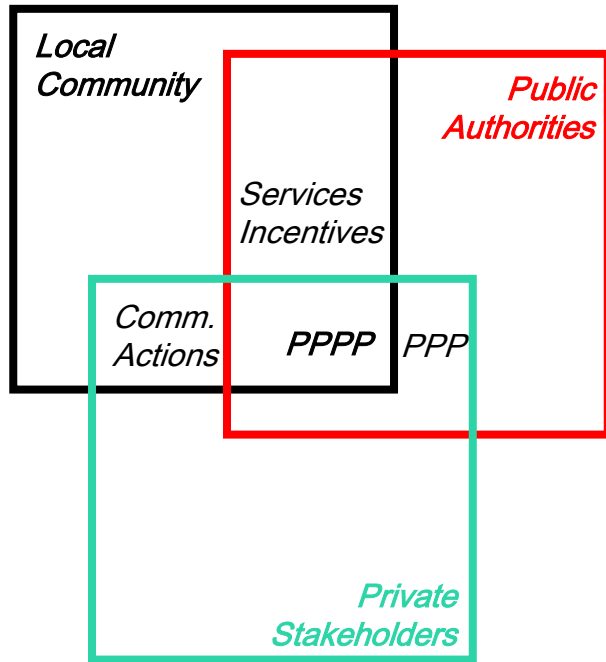 Local
Community
Public
Authorities
Services
Incentives
Comm.
Actions
PPPP
PPP
Private
Stakeholders